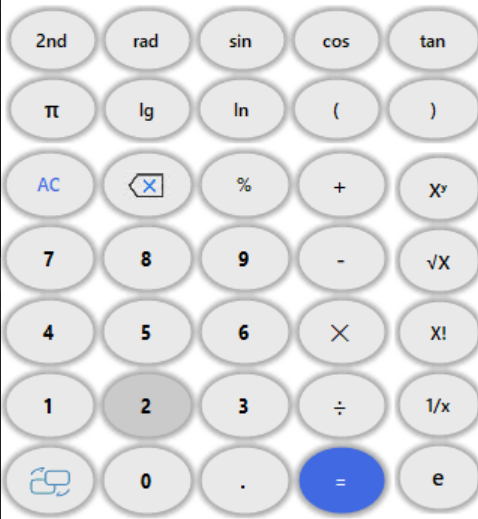 2nd rad sin cos tan
π lg ln ( )
AC % + Xʸ
7 8 9 - √X
4 5 6 × X!
1 2 3 ÷ 1/x
0 . = e